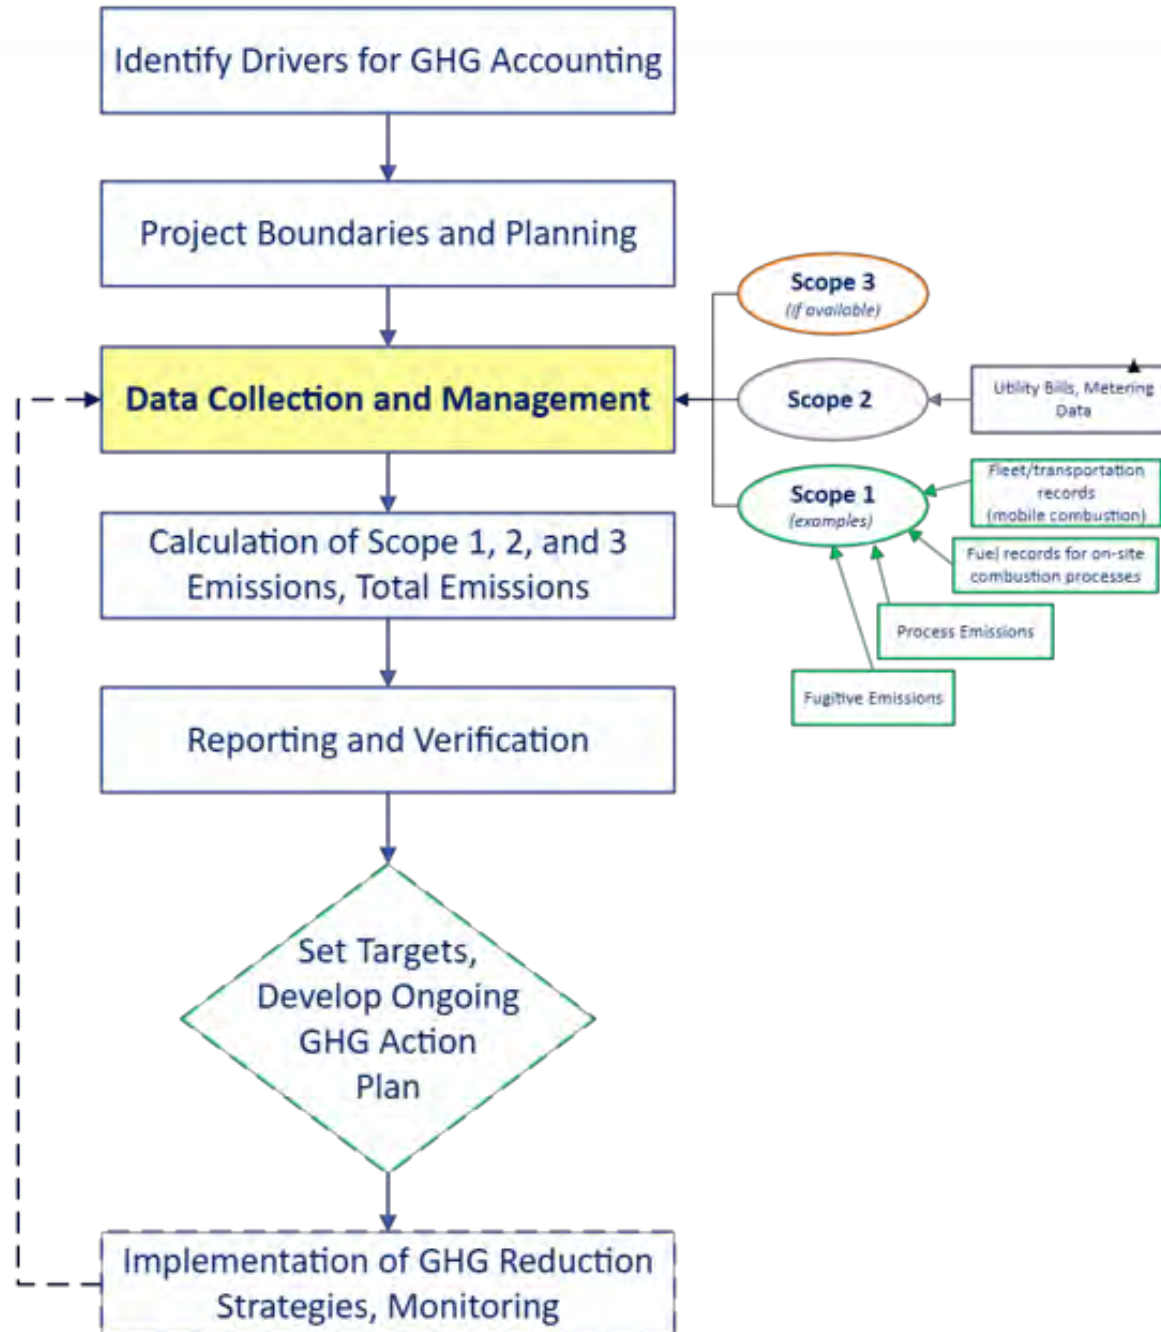 Identify Drivers for GHG Accounting
Project Boundaries and Planning
Data Collection and Management
Scope 3
(if available)
Scope 2
Utility Bills, Metering
Data
Scope 1
(examples)
Fleet/transportation
records
(mobile combustion)
Fuel records for on-site
combustion processes
Process Emissions
Fugitive Emissions
Calculation of Scope 1, 2, and 3
Emissions, Total Emissions
Reporting and Verification
Set Targets,
Develop Ongoing
GHG Action
Plan
Implementation of GHG Reduction
Strategies, Monitoring